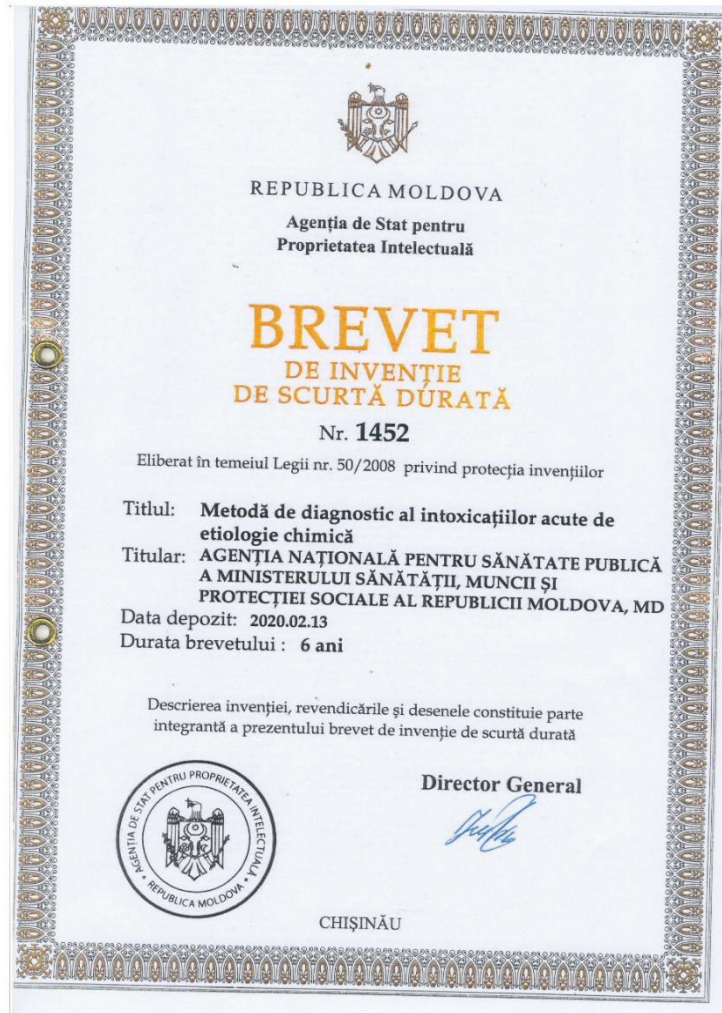 REPUBLICA MOLDOVA
Agenția de Stat pentru
Proprietatea Intelectuală
BREVET
DE INVENȚIE
DE SCURTĂ DURATĂ
Nr. 1452
Eliberat în temeiul Legii nr. 50/2008 privind protecția invențiilor
Titlul: Metodă de diagnostic al intoxicațiilor acute de
etiologie chimică
Titular: AGENȚIA NAȚIONALĂ PENTRU SĂNĂTATE PUBLICĂ
A MINISTERULUI SĂNĂTĂȚII, MUNCII ȘI
PROTECȚIEI SOCIALE AL REPUBLICII MOLDOVA, MD
Data depozit: 2020.02.13
Durata brevetului : 6 ani
Descrierea invenției, revendicările și desenele constituie parte
integrantă a prezentului brevet de invenție de scurtă durată
Director General
AGENȚIA DE STAT PENTRU PROPRIETATEA INTELECTUALĂ
• REPUBLICA MOLDOVA •
CHIȘINĂU